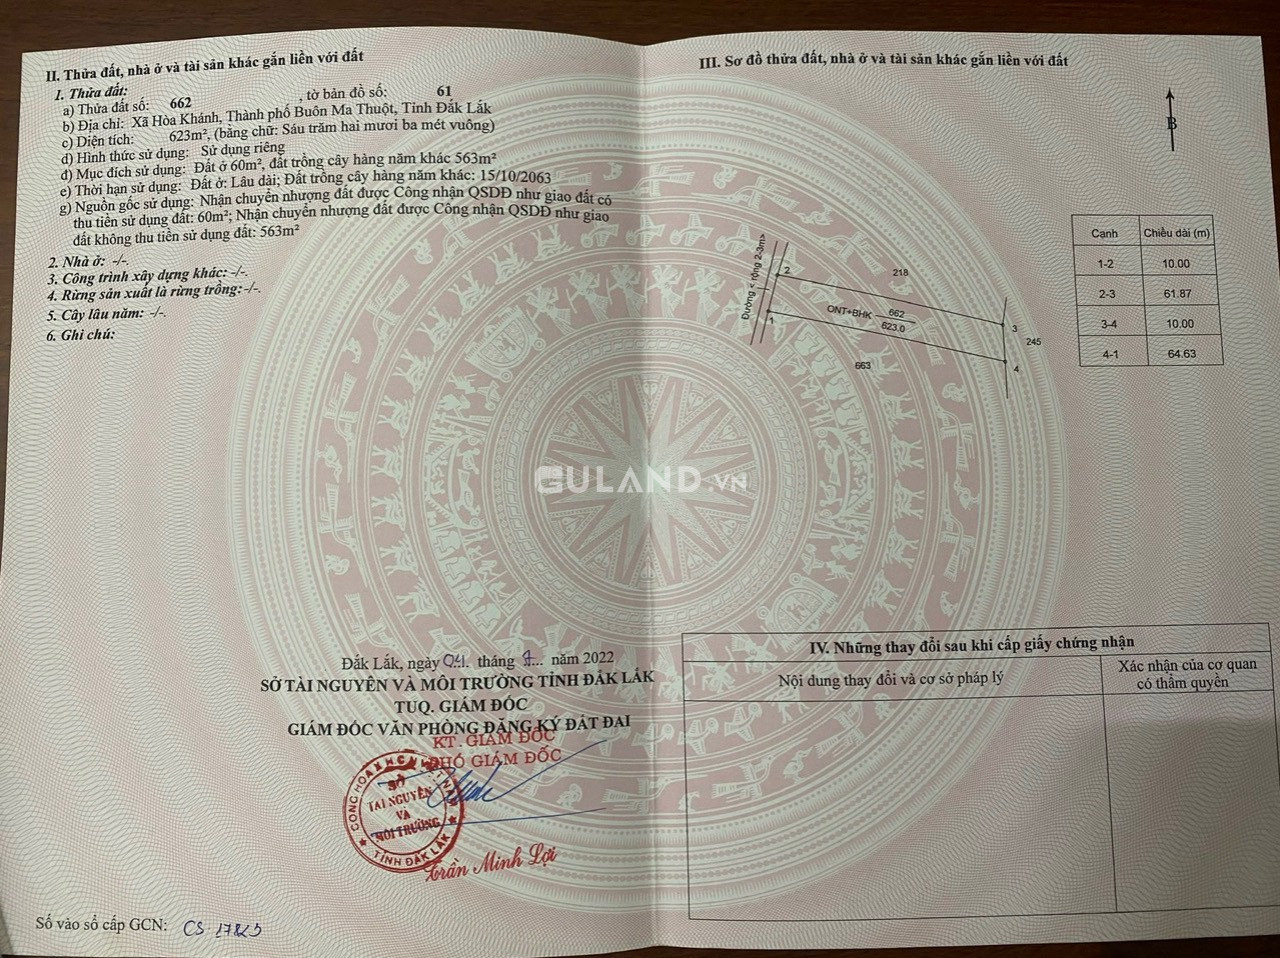 II. Thửa đất, nhà ở và tài sản khác gắn liền với đất
1. Thửa đất:
a) Thửa đất số: 662 , tờ bản đồ số: 61
b) Địa chỉ: Xã Hòa Khánh, Thành phố Buôn Ma Thuột, Tỉnh Đắk Lắk
c) Diện tích: 623m², (bằng chữ: Sáu trăm hai mươi ba mét vuông)
d) Hình thức sử dụng: Sử dụng riêng
đ) Mục đích sử dụng: Đất ở 60m², đất trồng cây hàng năm khác 563m²
e) Thời hạn sử dụng: Đất ở: Lâu dài; Đất trồng cây hàng năm khác: 15/10/2063
g) Nguồn gốc sử dụng: Nhận chuyển nhượng đất được Công nhận QSDĐ như giao đất có
thu tiền sử dụng đất: 60m²; Nhận chuyển nhượng đất được Công nhận QSDĐ như giao
đất không thu tiền sử dụng đất: 563m²
2. Nhà ở: -/-.
3. Công trình xây dựng khác: -/-.
4. Rừng sản xuất là rừng trồng: -/-.
5. Cây lâu năm: -/-.
6. Ghi chú:
Đắk Lắk, ngày 04. tháng 7... năm 2022
SỞ TÀI NGUYÊN VÀ MÔI TRƯỜNG TỈNH ĐẮK LẮK
TUQ. GIÁM ĐỐC
GIÁM ĐỐC VĂN PHÒNG ĐĂNG KÝ ĐẤT ĐAI
KT. GIÁM ĐỐC
PHÓ GIÁM ĐỐC
SỞ
TÀI NGUYÊN
VÀ
MÔI TRƯỜNG
TỈNH ĐẮK LẮK
Trần Minh Lợi
Số vào sổ cấp GCN: CS
III. Sơ đồ thửa đất, nhà ở và tài sản khác gắn liền với đất
B
Đường < rộng 2-3m>
2
218
1
ONT+BHK 662
623.0
3
245
4
663
Cạnh Chiều dài (m)
1-2 10.00
2-3 61.87
3-4 10.00
4-1 64.63
GULAND.VN
IV. Những thay đổi sau khi cấp giấy chứng nhận
Nội dung thay đổi và cơ sở pháp lý
Xác nhận của cơ quan
có thẩm quyền